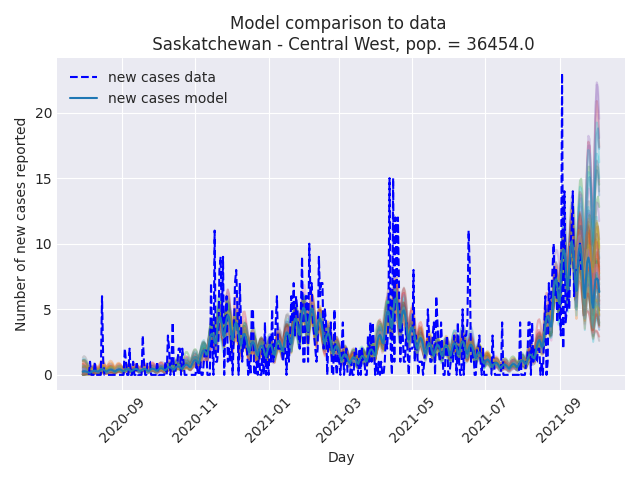 Model comparison to data
Saskatchewan - Central West, pop. = 36454.0
new cases data
new cases model
Number of new cases reported
20
15
10
5
0
2020-09
2020-11
2021-01
2021-03
2021-05
2021-07
2021-09
Day